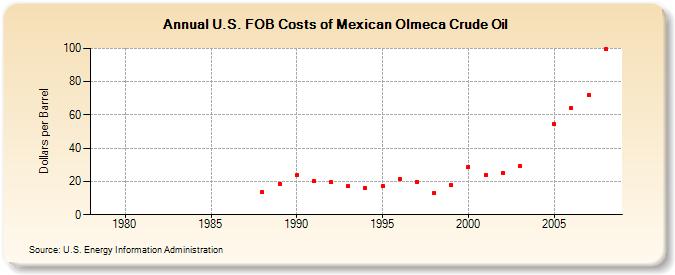 Annual U.S. FOB Costs of Mexican Olmeca Crude Oil
Dollars per Barrel
100
80
60
40
20
0
1980 1985 1990 1995 2000 2005
Source: U.S. Energy Information Administration